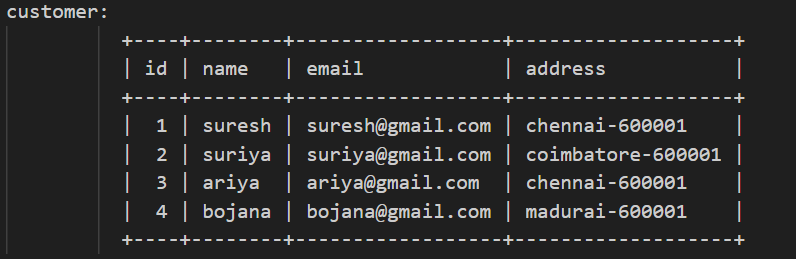 customer:
+----+--------+------------------+-------------------+
| id | name   | email            | address           |
+----+--------+------------------+-------------------+
|  1 | suresh | suresh@gmail.com | chennai-600001    |
|  2 | suriya | suriya@gmail.com | coimbatore-600001 |
|  3 | ariya  | ariya@gmail.com  | chennai-600001    |
|  4 | bojana | bojana@gmail.com | madurai-600001    |
+----+--------+------------------+-------------------+